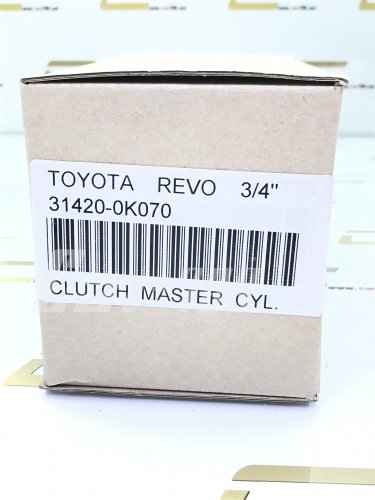 TOYOTA REVO 3/4"
31420-0K070
CLUTCH MASTER CYL.